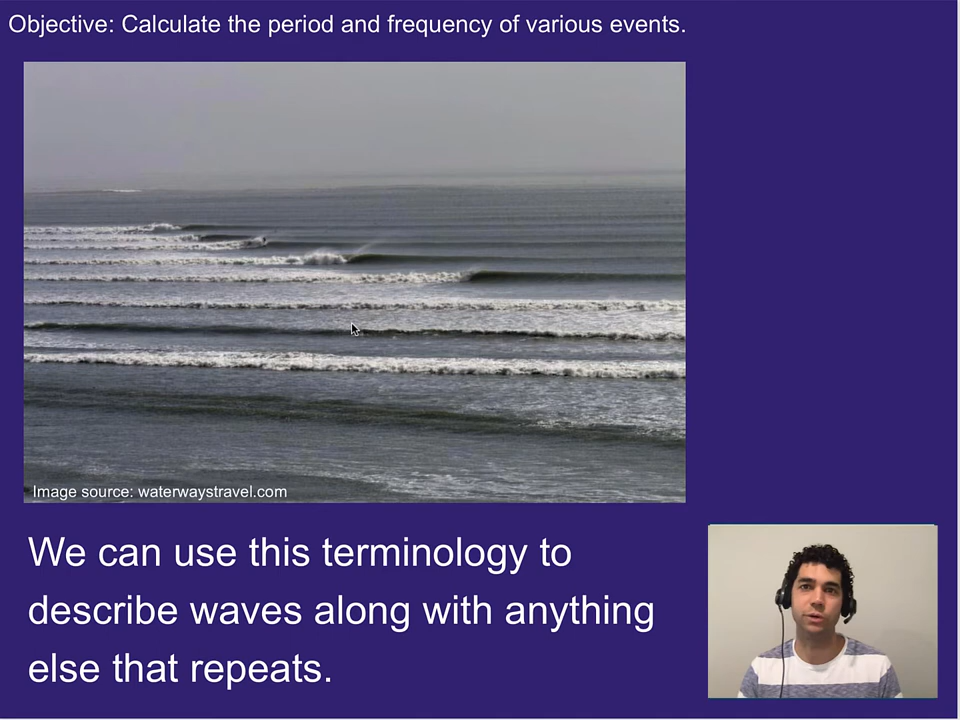 Objective: Calculate the period and frequency of various events.
Image source: waterwaystravel.com
We can use this terminology to
describe waves along with anything
else that repeats.